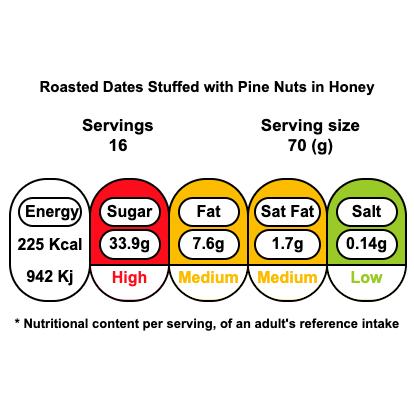 Roasted Dates Stuffed with Pine Nuts in Honey
Servings
16
Serving size
70 (g)
Energy Sugar Fat Sat Fat Salt
225 Kcal 33.9g 7.6g 1.7g 0.14g
942 Kj High Medium Medium Low
* Nutritional content per serving, of an adult's reference intake